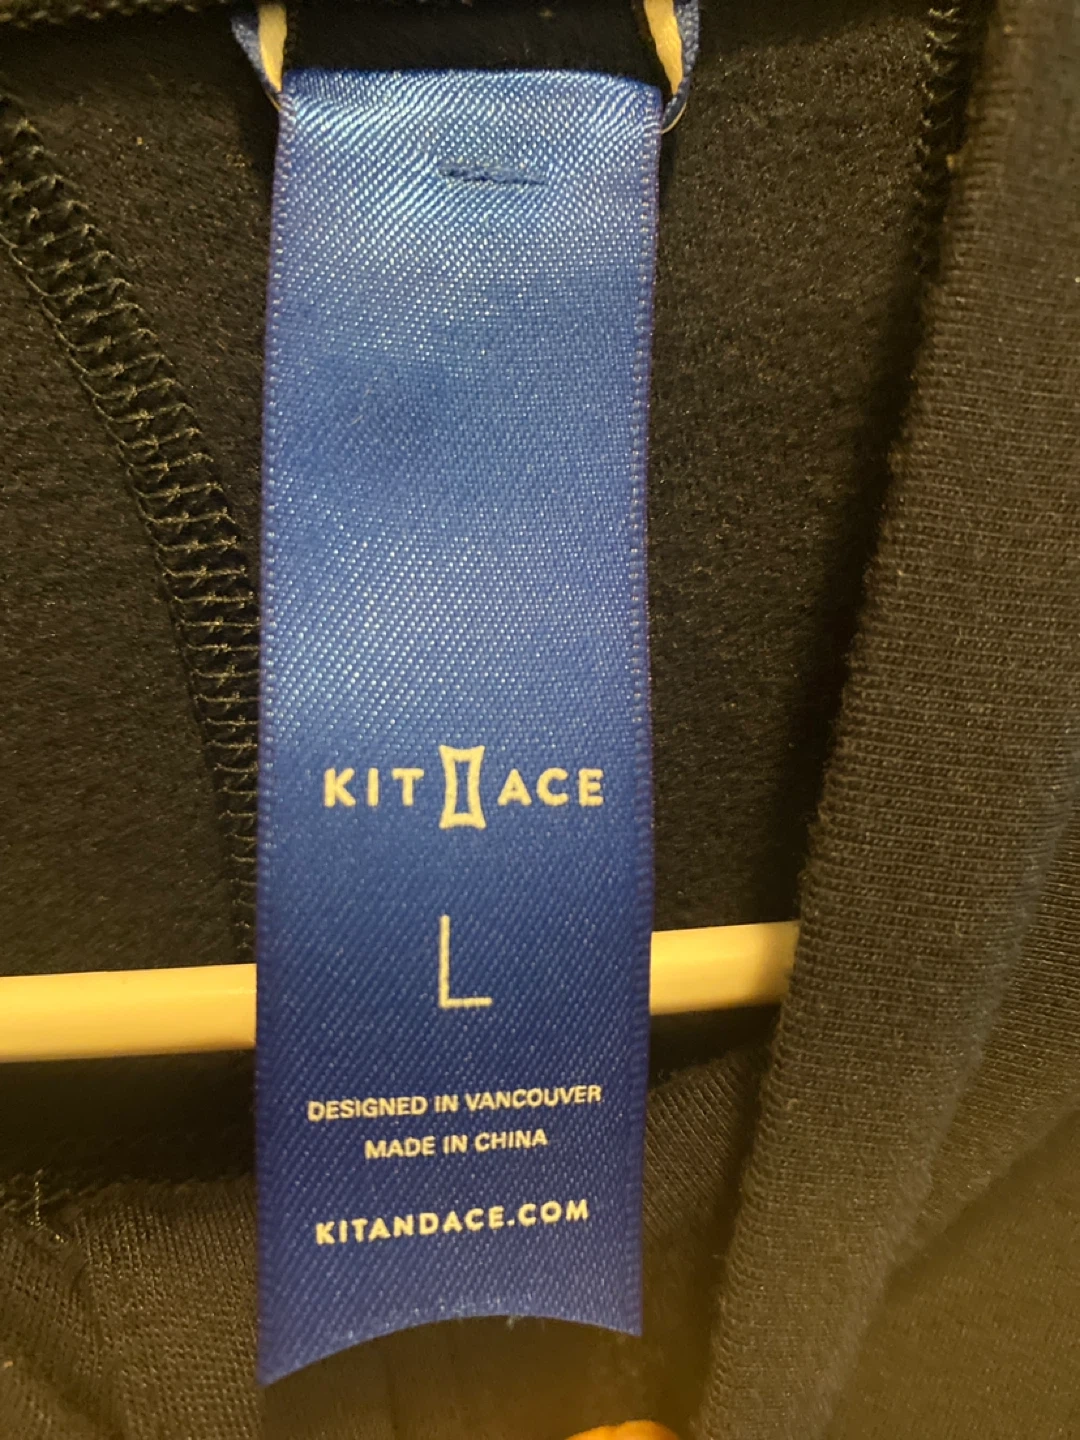 KIT ACE
L
DESIGNED IN VANCOUVER
MADE IN CHINA
KITANDACE.COM